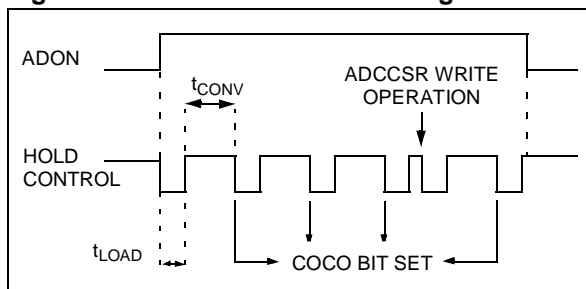 ADON
ADCCSR WRITE
OPERATION
tCONV
HOLD
CONTROL
tLOAD
COCO BIT SET